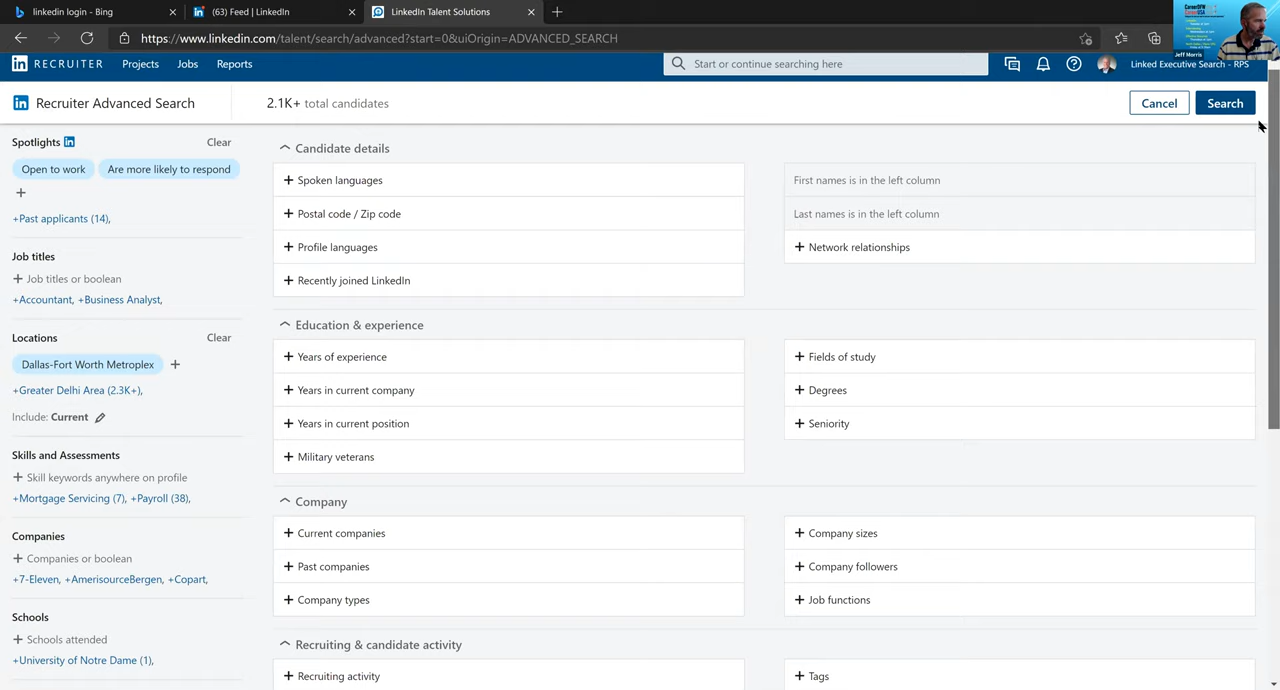 linkedin login - Bing
(63) Feed | LinkedIn
LinkedIn Talent Solutions
https://www.linkedin.com/talent/search/advanced?start=0&uiOrigin=ADVANCED_SEARCH
Jeff Morris
in RECRUITER
Projects
Jobs
Reports
Start or continue searching here
Linked Executive Search - RPS
in Recruiter Advanced Search
2.1K+ total candidates
Cancel
Search
Spotlights in
Clear
Open to work
Are more likely to respond
+
+Past applicants (14),
Job titles
+ Job titles or boolean
+Accountant, +Business Analyst,
Locations
Clear
Dallas-Fort Worth Metroplex +
+Greater Delhi Area (2.3K+),
Include: Current
Skills and Assessments
+ Skill keywords anywhere on profile
+Mortgage Servicing (7), +Payroll (38),
Companies
+ Companies or boolean
+7-Eleven, +AmerisourceBergen, +Copart,
Schools
+ Schools attended
+University of Notre Dame (1),
Candidate details
+ Spoken languages
First names is in the left column
+ Postal code / Zip code
Last names is in the left column
+ Profile languages
+ Network relationships
+ Recently joined LinkedIn
Education & experience
+ Years of experience
+ Fields of study
+ Years in current company
+ Degrees
+ Years in current position
+ Seniority
+ Military veterans
Company
+ Current companies
+ Company sizes
+ Past companies
+ Company followers
+ Company types
+ Job functions
Recruiting & candidate activity
+ Recruiting activity
+ Tags